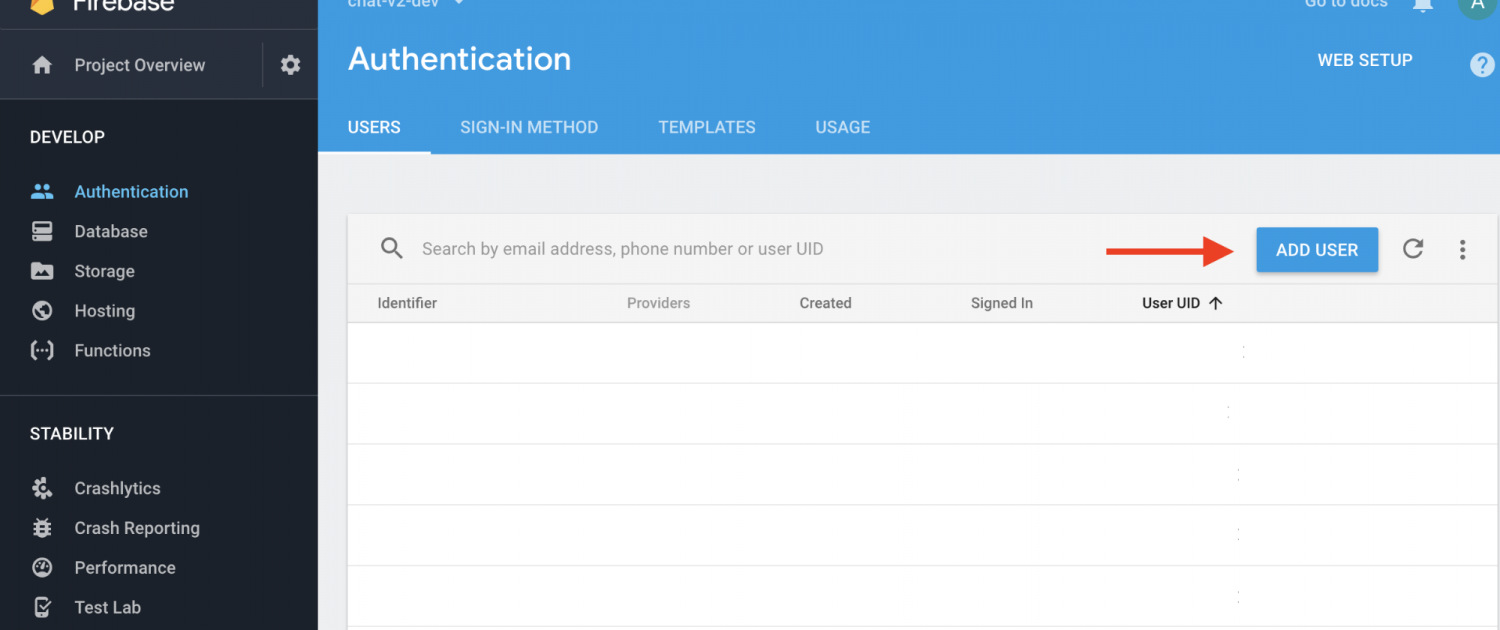 Firebase
Project Overview
DEVELOP
Authentication
Database
Storage
Hosting
Functions
STABILITY
Crashlytics
Crash Reporting
Performance
Test Lab
chat-v2-dev
Go to docs
A
Authentication
WEB SETUP
?
USERS
SIGN-IN METHOD
TEMPLATES
USAGE
Search by email address, phone number or user UID
ADD USER
Identifier
Providers
Created
Signed In
User UID